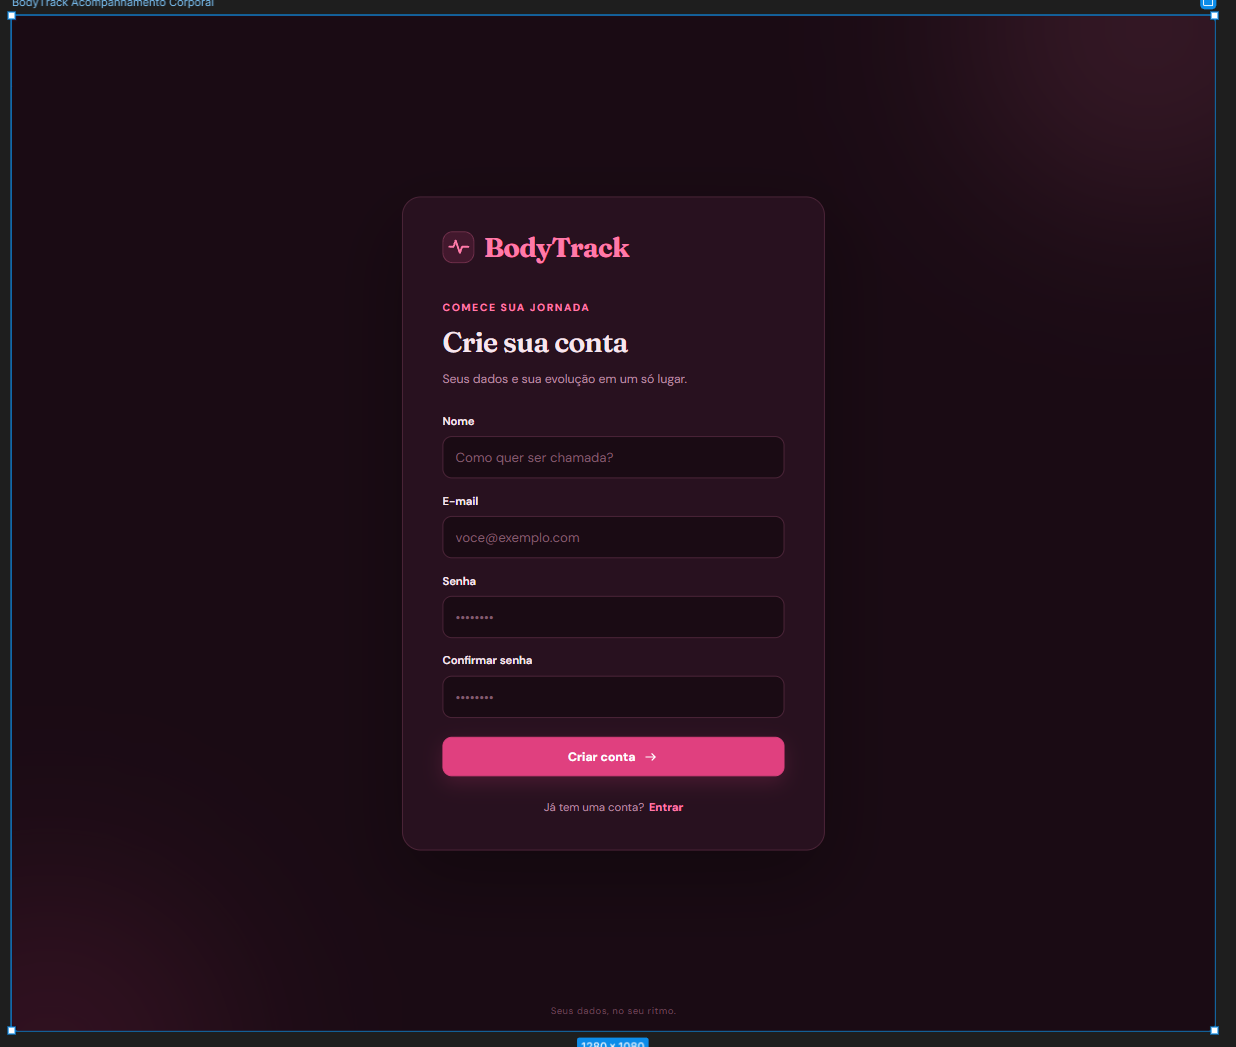 BodyTrack Acompanhamento Corporal
BodyTrack
COMECE SUA JORNADA
Crie sua conta
Seus dados e sua evolução em um só lugar.
Nome
Como quer ser chamada?
E-mail
voce@exemplo.com
Senha
••••••••
Confirmar senha
••••••••
Criar conta →
Já tem uma conta? Entrar
Seus dados, no seu ritmo.
1280 x 1080